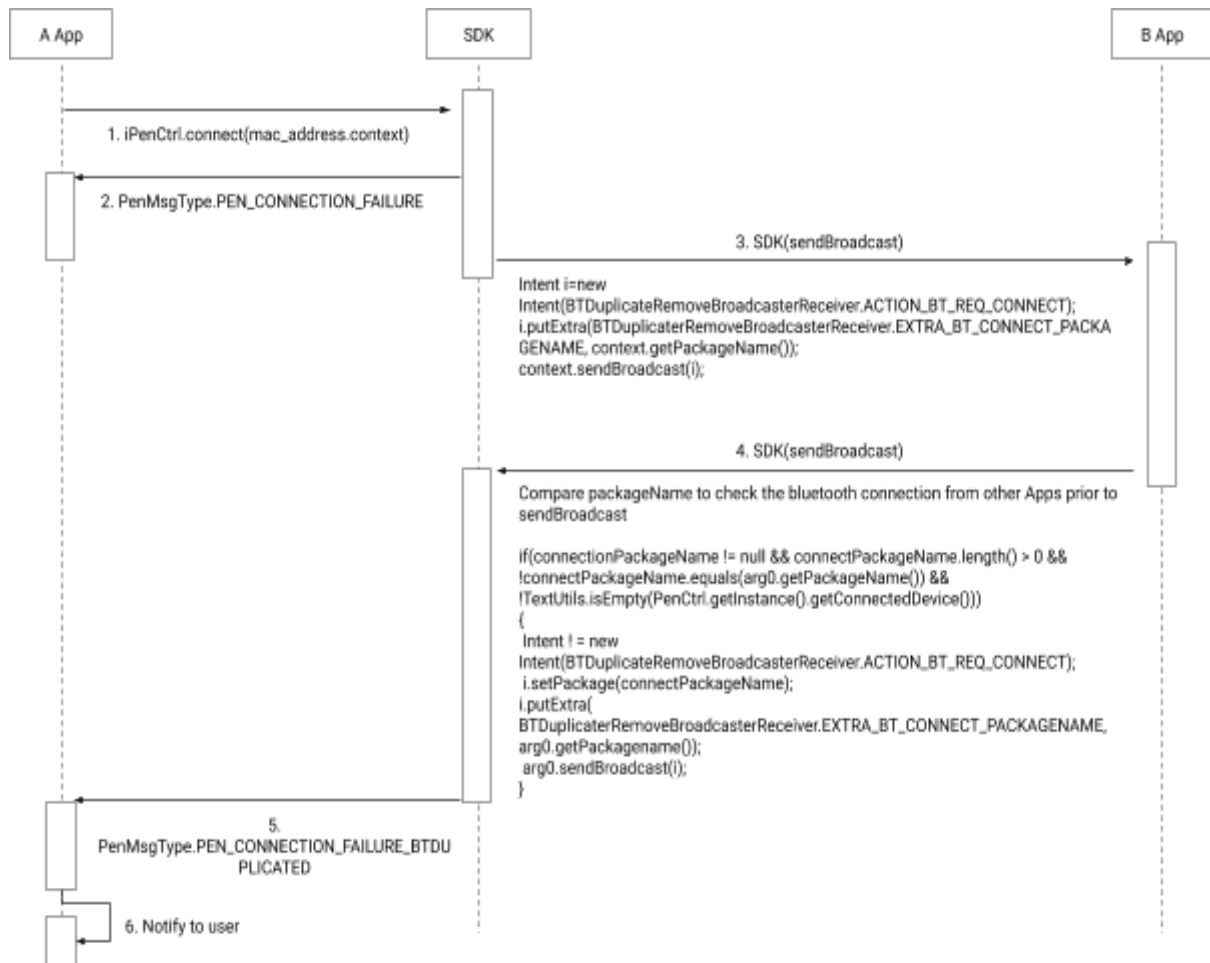 A App
SDK
B App
1. iPenCtrl.connect(mac_address.context)
2. PenMsgType.PEN_CONNECTION_FAILURE
3. SDK(sendBroadcast)
Intent i=new
Intent(BTDuplicateRemoveBroadcasterReceiver.ACTION_BT_REQ_CONNECT);
i.putExtra(BTDuplicaterRemoveBroadcasterReceiver.EXTRA_BT_CONNECT_PACKA
GENAME, context.getPackageName());
context.sendBroadcast(i);
4. SDK(sendBroadcast)
Compare packageName to check the bluetooth connection from other Apps prior to
sendBroadcast
if(connectionPackageName != null && connectPackageName.length() > 0 &&
!connectPackageName.equals(arg0.getPackageName()) &&
!TextUtils.isEmpty(PenCtrl.getInstance().getConnectedDevice()))
{
Intent ! = new
Intent(BTDuplicateRemoveBroadcasterReceiver.ACTION_BT_REQ_CONNECT);
i.setPackage(connectPackageName);
i.putExtra(
BTDuplicaterRemoveBroadcasterReceiver.EXTRA_BT_CONNECT_PACKAGENAME,
arg0.getPackagename());
arg0.sendBroadcast(i);
}
5.
PenMsgType.PEN_CONNECTION_FAILURE_BTDU
PLICATED
6. Notify to user